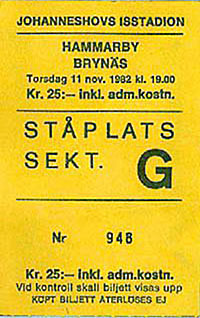 JOHANNESHOVS ISSTADION
HAMMARBY
BRYNÄS
Torsdag 11 nov. 1982 kl. 19.00
Kr. 25:— inkl. adm.kostn.
STÅPLATS
SEKT. G
Nr 948
Kr. 25:— inkl. adm.kostn.
Vid kontroll skall biljett visas upp
KÖPT BILJETT ÅTERLÖSES EJ